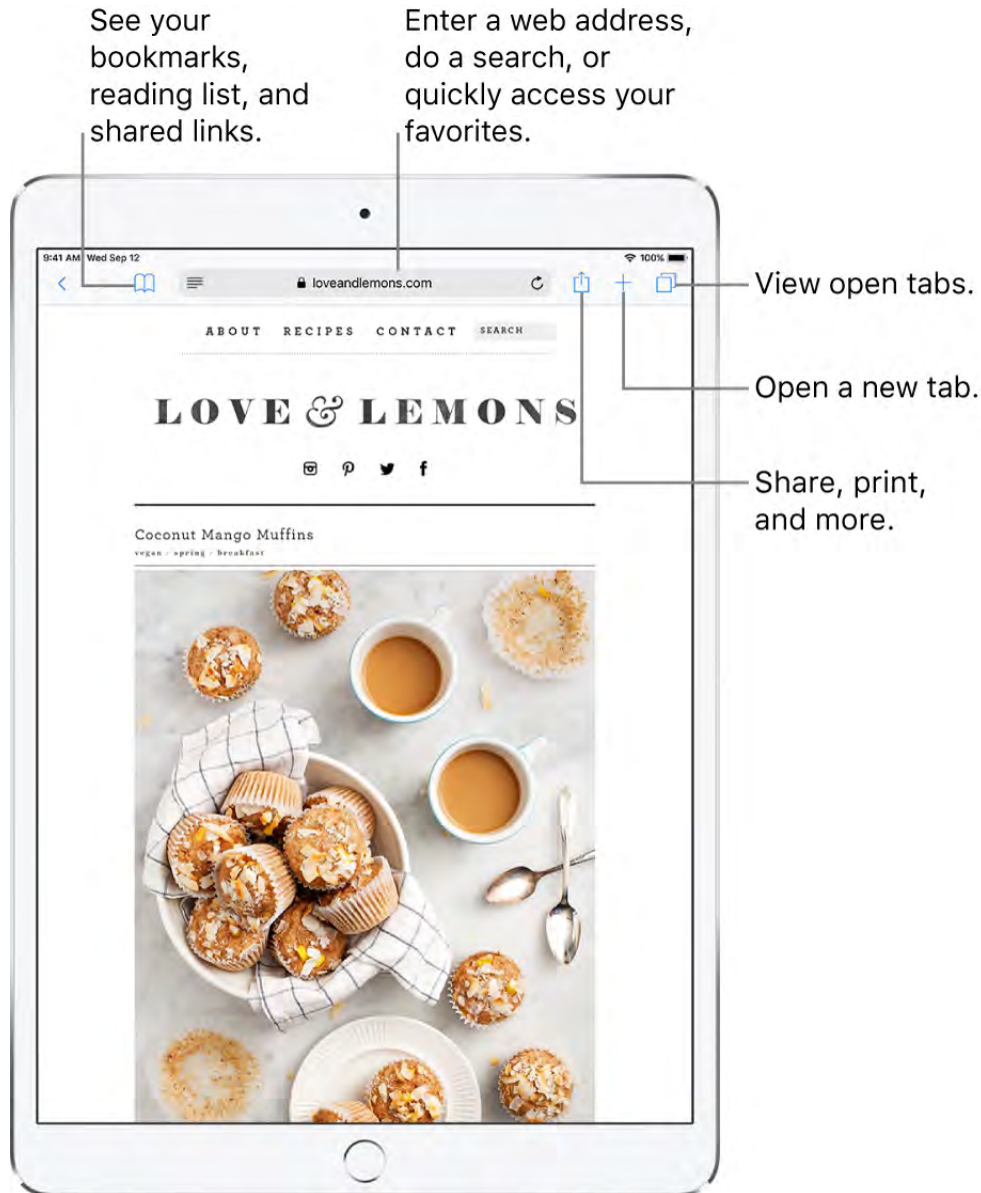 See your
bookmarks,
reading list, and
shared links.
Enter a web address,
do a search, or
quickly access your
favorites.
9:41 AM Wed Sep 12
100%
loveandlemons.com
View open tabs.
Open a new tab.
Share, print,
and more.
ABOUT RECIPES CONTACT SEARCH
LOVE & LEMONS
Coconut Mango Muffins
vegan / spring / breakfast